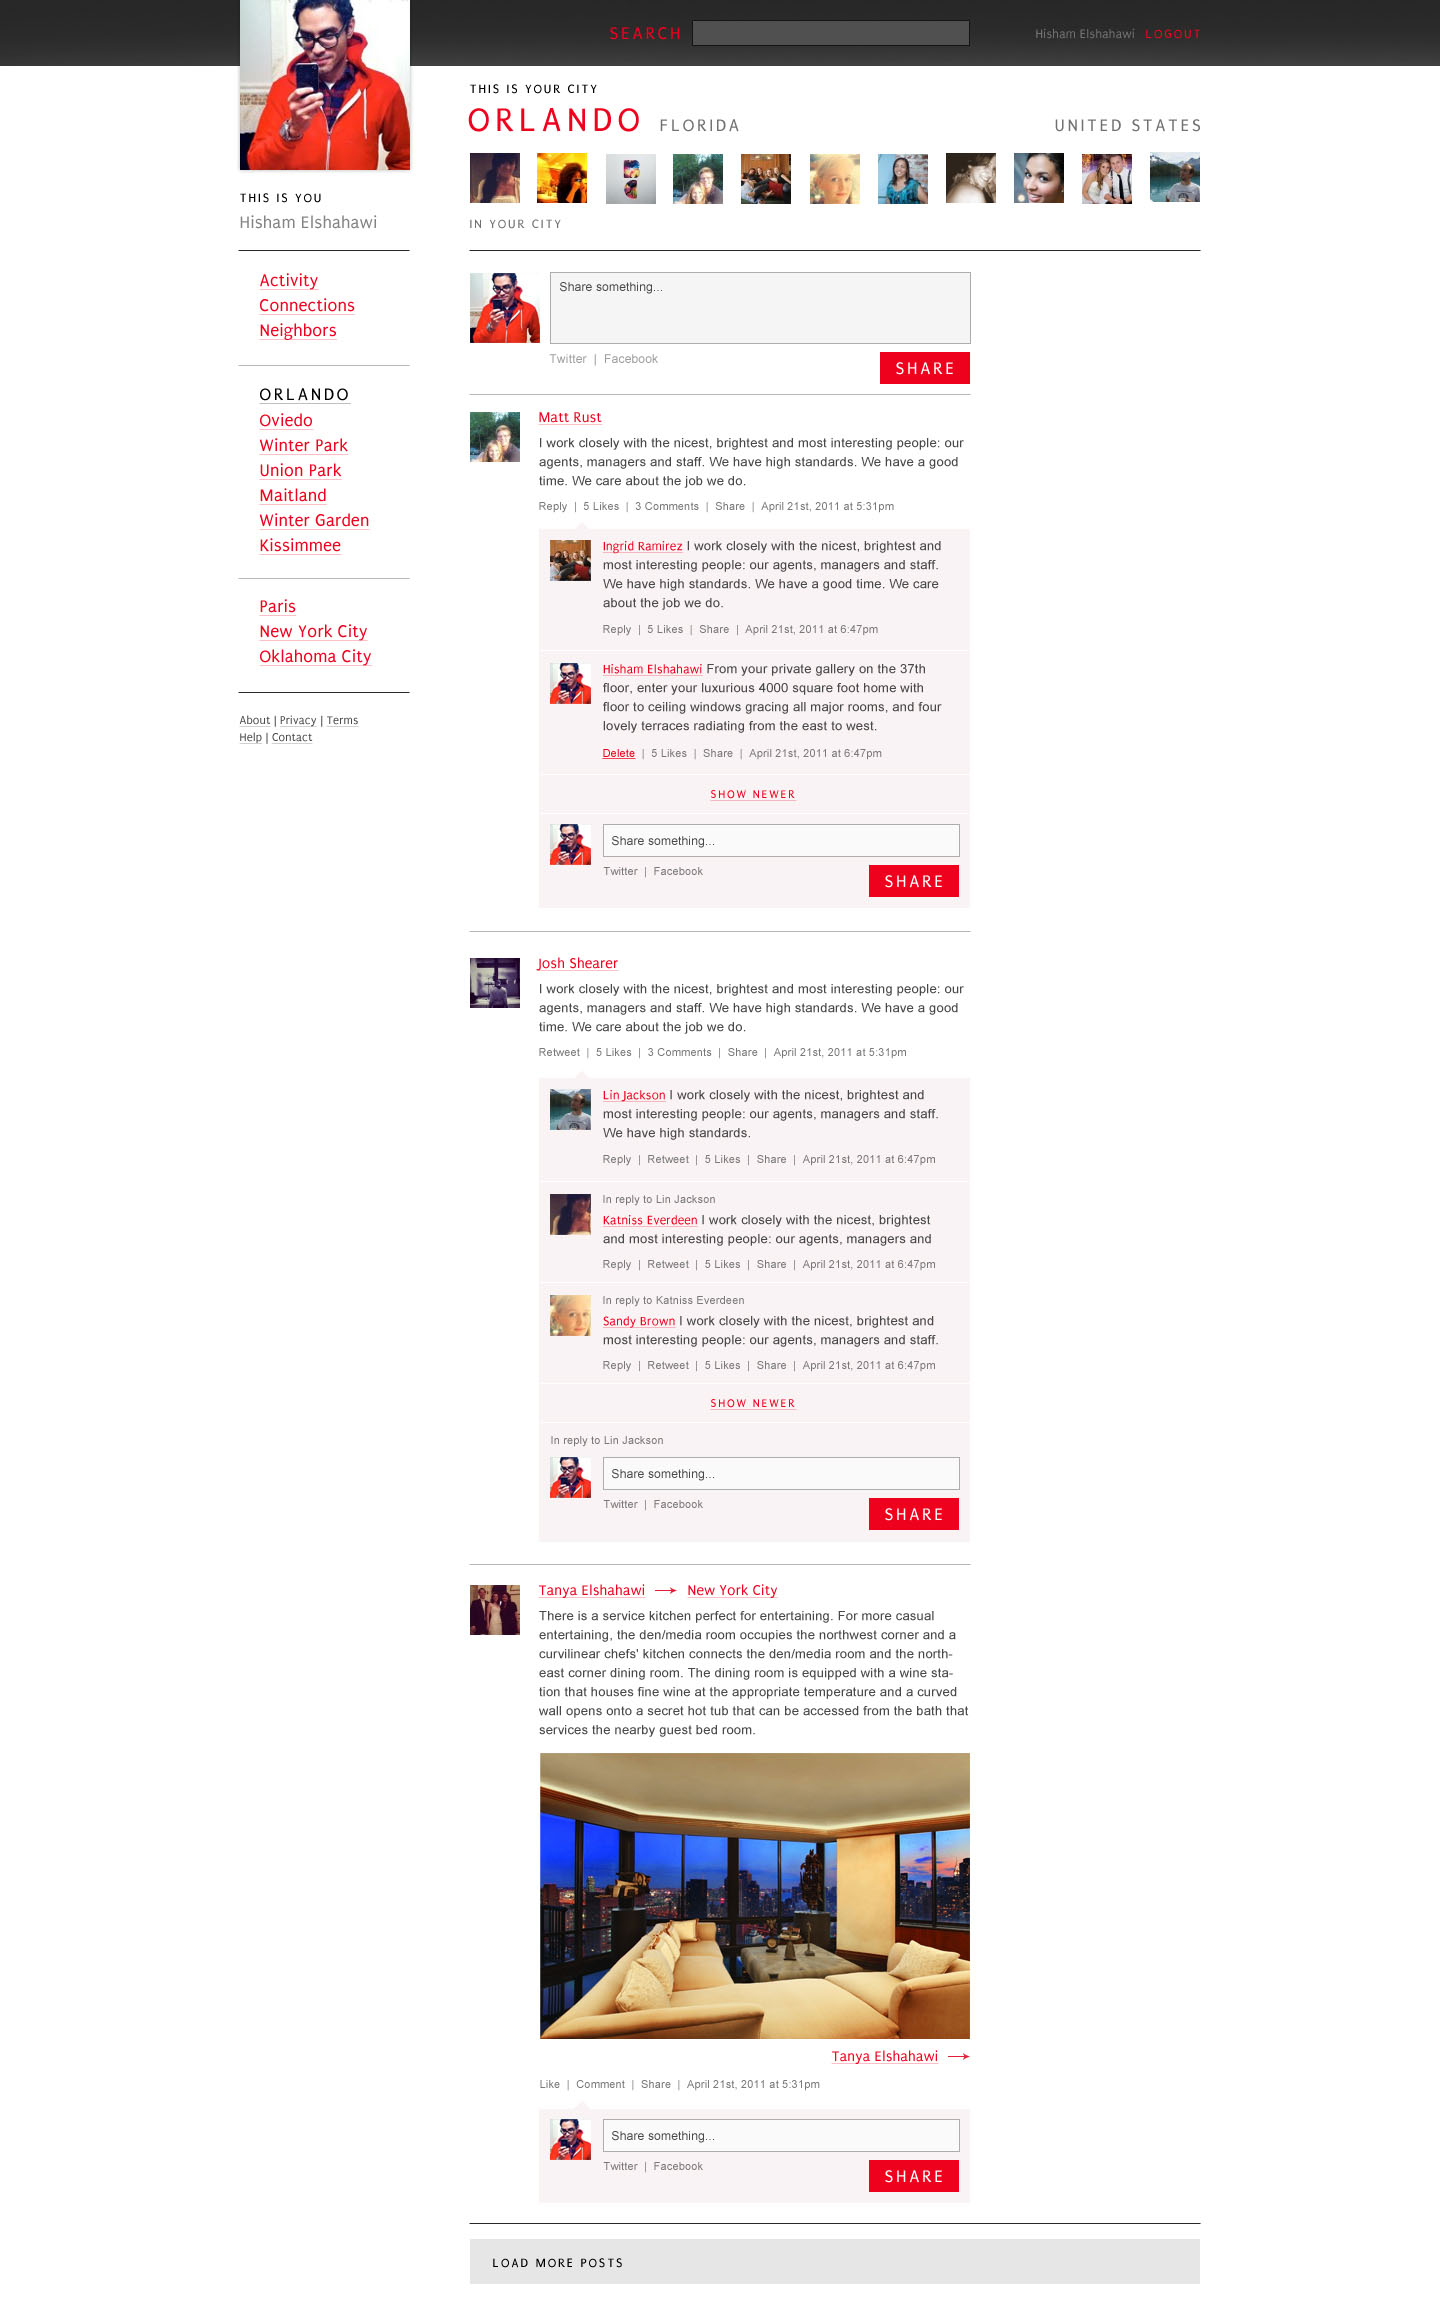 SEARCH
Hisham Elshahawi LOGOUT
THIS IS YOU
Hisham Elshahawi
Activity
Connections
Neighbors
ORLANDO
Oviedo
Winter Park
Union Park
Maitland
Winter Garden
Kissimmee
Paris
New York City
Oklahoma City
About | Privacy | Terms
Help | Contact
THIS IS YOUR CITY
ORLANDO FLORIDA UNITED STATES
IN YOUR CITY
Share something...
Twitter | Facebook
SHARE
Matt Rust
I work closely with the nicest, brightest and most interesting people: our
agents, managers and staff. We have high standards. We have a good
time. We care about the job we do.
Reply | 5 Likes | 3 Comments | Share | April 21st, 2011 at 5:31pm
Ingrid Ramirez I work closely with the nicest, brightest and
most interesting people: our agents, managers and staff.
We have high standards. We have a good time. We care
about the job we do.
Reply | 5 Likes | Share | April 21st, 2011 at 6:47pm
Hisham Elshahawi From your private gallery on the 37th
floor, enter your luxurious 4000 square foot home with
floor to ceiling windows gracing all major rooms, and four
lovely terraces radiating from the east to west.
Delete | 5 Likes | Share | April 21st, 2011 at 6:47pm
SHOW NEWER
Share something...
Twitter | Facebook
SHARE
Josh Shearer
I work closely with the nicest, brightest and most interesting people: our
agents, managers and staff. We have high standards. We have a good
time. We care about the job we do.
Retweet | 5 Likes | 3 Comments | Share | April 21st, 2011 at 5:31pm
Lin Jackson I work closely with the nicest, brightest and
most interesting people: our agents, managers and staff.
We have high standards.
Reply | Retweet | 5 Likes | Share | April 21st, 2011 at 6:47pm
In reply to Lin Jackson
Katniss Everdeen I work closely with the nicest, brightest
and most interesting people: our agents, managers and
Reply | Retweet | 5 Likes | Share | April 21st, 2011 at 6:47pm
In reply to Katniss Everdeen
Sandy Brown I work closely with the nicest, brightest and
most interesting people: our agents, managers and staff.
Reply | Retweet | 5 Likes | Share | April 21st, 2011 at 6:47pm
SHOW NEWER
In reply to Lin Jackson
Share something...
Twitter | Facebook
SHARE
Tanya Elshahawi → New York City
There is a service kitchen perfect for entertaining. For more casual
entertaining, the den/media room occupies the northwest corner and a
curvilinear chefs' kitchen connects the den/media room and the north-
east corner dining room. The dining room is equipped with a wine sta-
tion that houses fine wine at the appropriate temperature and a curved
wall opens onto a secret hot tub that can be accessed from the bath that
services the nearby guest bed room.
Tanya Elshahawi →
Like | Comment | Share | April 21st, 2011 at 5:31pm
Share something...
Twitter | Facebook
SHARE
LOAD MORE POSTS